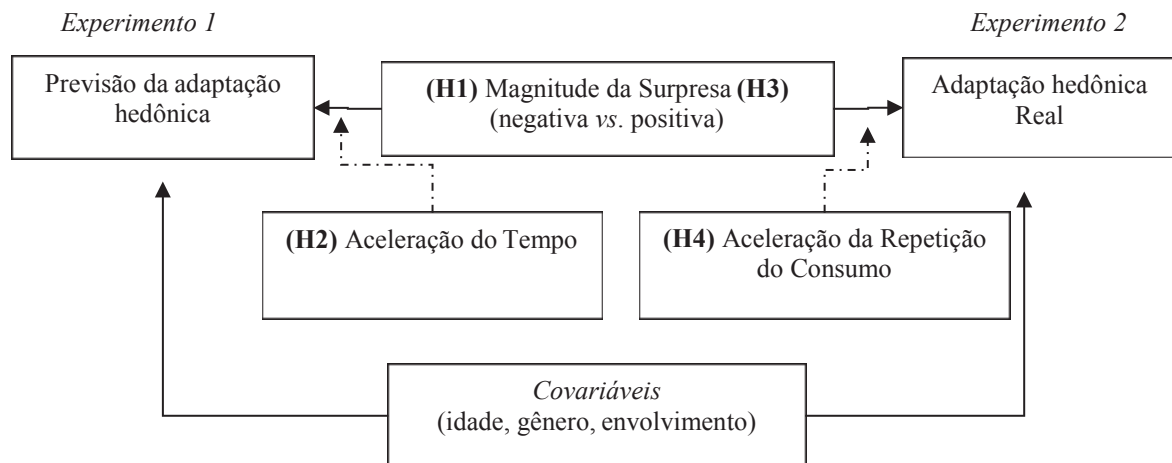 Experimento 1
Experimento 2
Previsão da adaptação
hedônica
(H1) Magnitude da Surpresa (H3)
(negativa vs. positiva)
Adaptação hedônica
Real
(H2) Aceleração do Tempo
(H4) Aceleração da Repetição
do Consumo
Covariáveis
(idade, gênero, envolvimento)